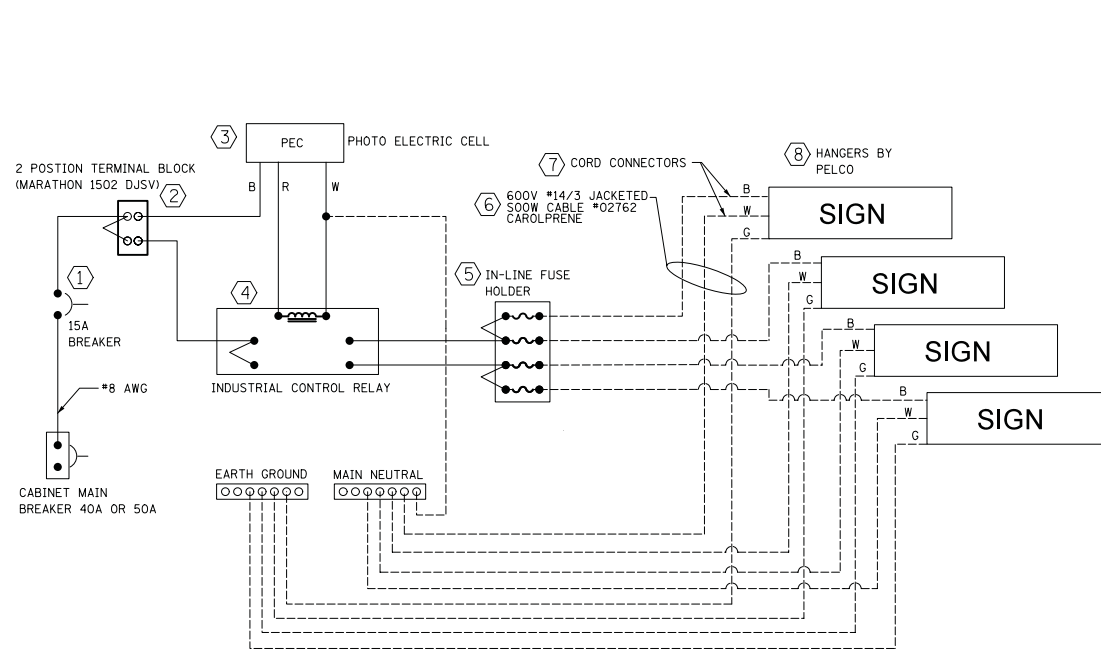 3
PEC
PHOTO ELECTRIC CELL
2 POSTION TERMINAL BLOCK
(MARATHON 1502 DJSV)
2
B
R
W
7
CORD CONNECTORS
8
HANGERS BY
PELCO
6
600V #14/3 JACKETED
SOOW CABLE #02762
CAROLPRENE
B
W
G
SIGN
B
W
G
SIGN
B
W
G
SIGN
B
W
G
SIGN
1
15A
BREAKER
4
INDUSTRIAL CONTROL RELAY
5
IN-LINE FUSE
HOLDER
#8 AWG
CABINET MAIN
BREAKER 40A OR 50A
EARTH GROUND
MAIN NEUTRAL